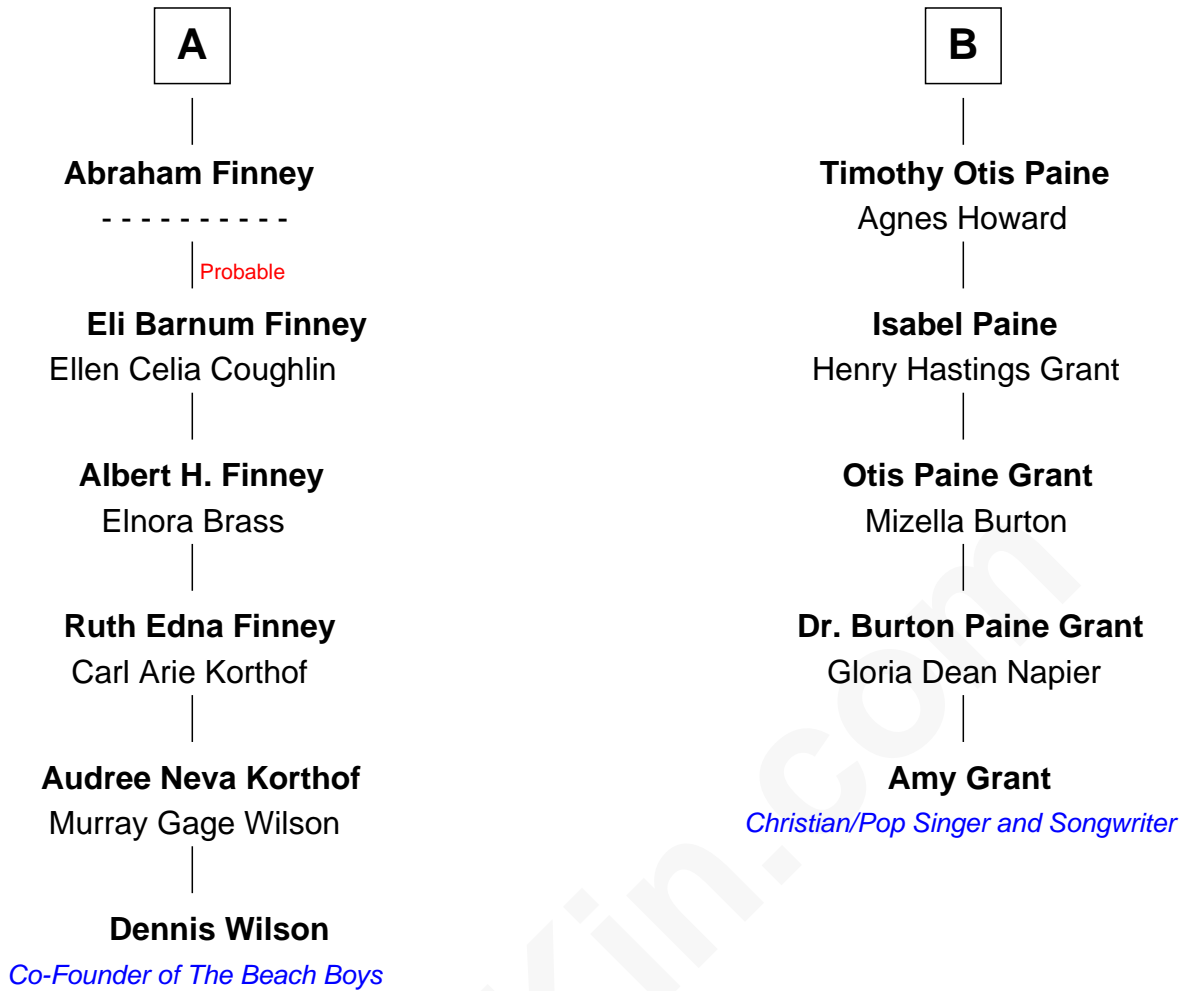 A
Abraham Finney
- - - - - - - - - -
Probable
Eli Barnum Finney
Ellen Celia Coughlin
Albert H. Finney
Elnora Brass
Ruth Edna Finney
Carl Arie Korthof
Audree Neva Korthof
Murray Gage Wilson
Dennis Wilson
Co-Founder of The Beach Boys
B
Timothy Otis Paine
Agnes Howard
Isabel Paine
Henry Hastings Grant
Otis Paine Grant
Mizella Burton
Dr. Burton Paine Grant
Gloria Dean Napier
Amy Grant
Christian/Pop Singer and Songwriter
Kin.com